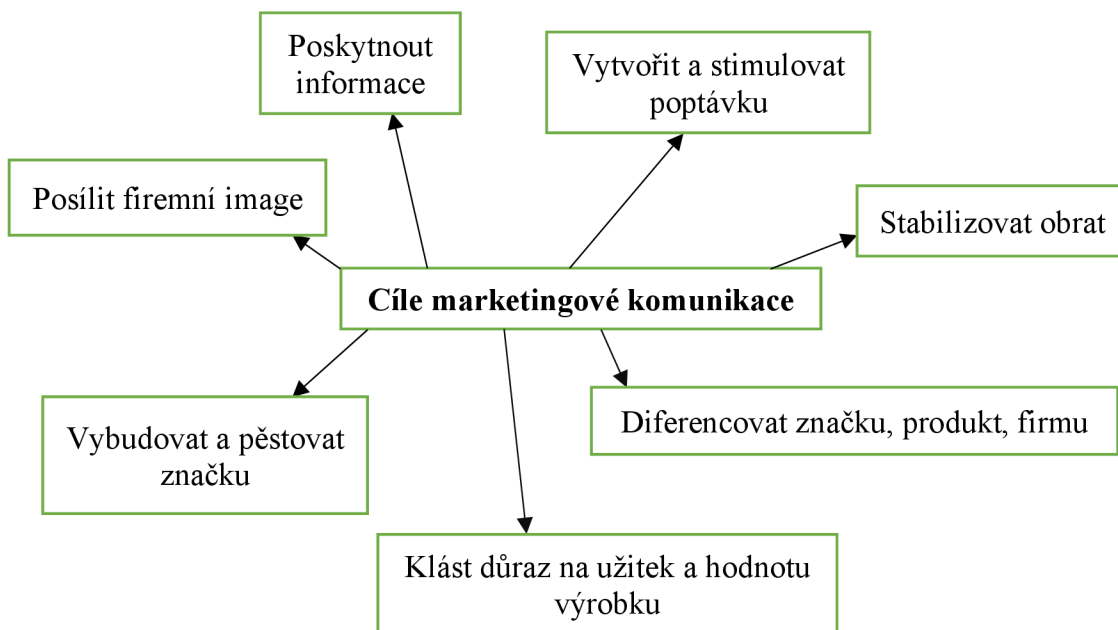 Poskytnout
informace
Vytvořit a stimulovat
poptávku
Posílit firemní image
Stabilizovat obrat
Cíle marketingové komunikace
Vybudovat a pěstovat
značku
Diferencovat značku, produkt, firmu
Klást důraz na užitek a hodnotu
výrobku